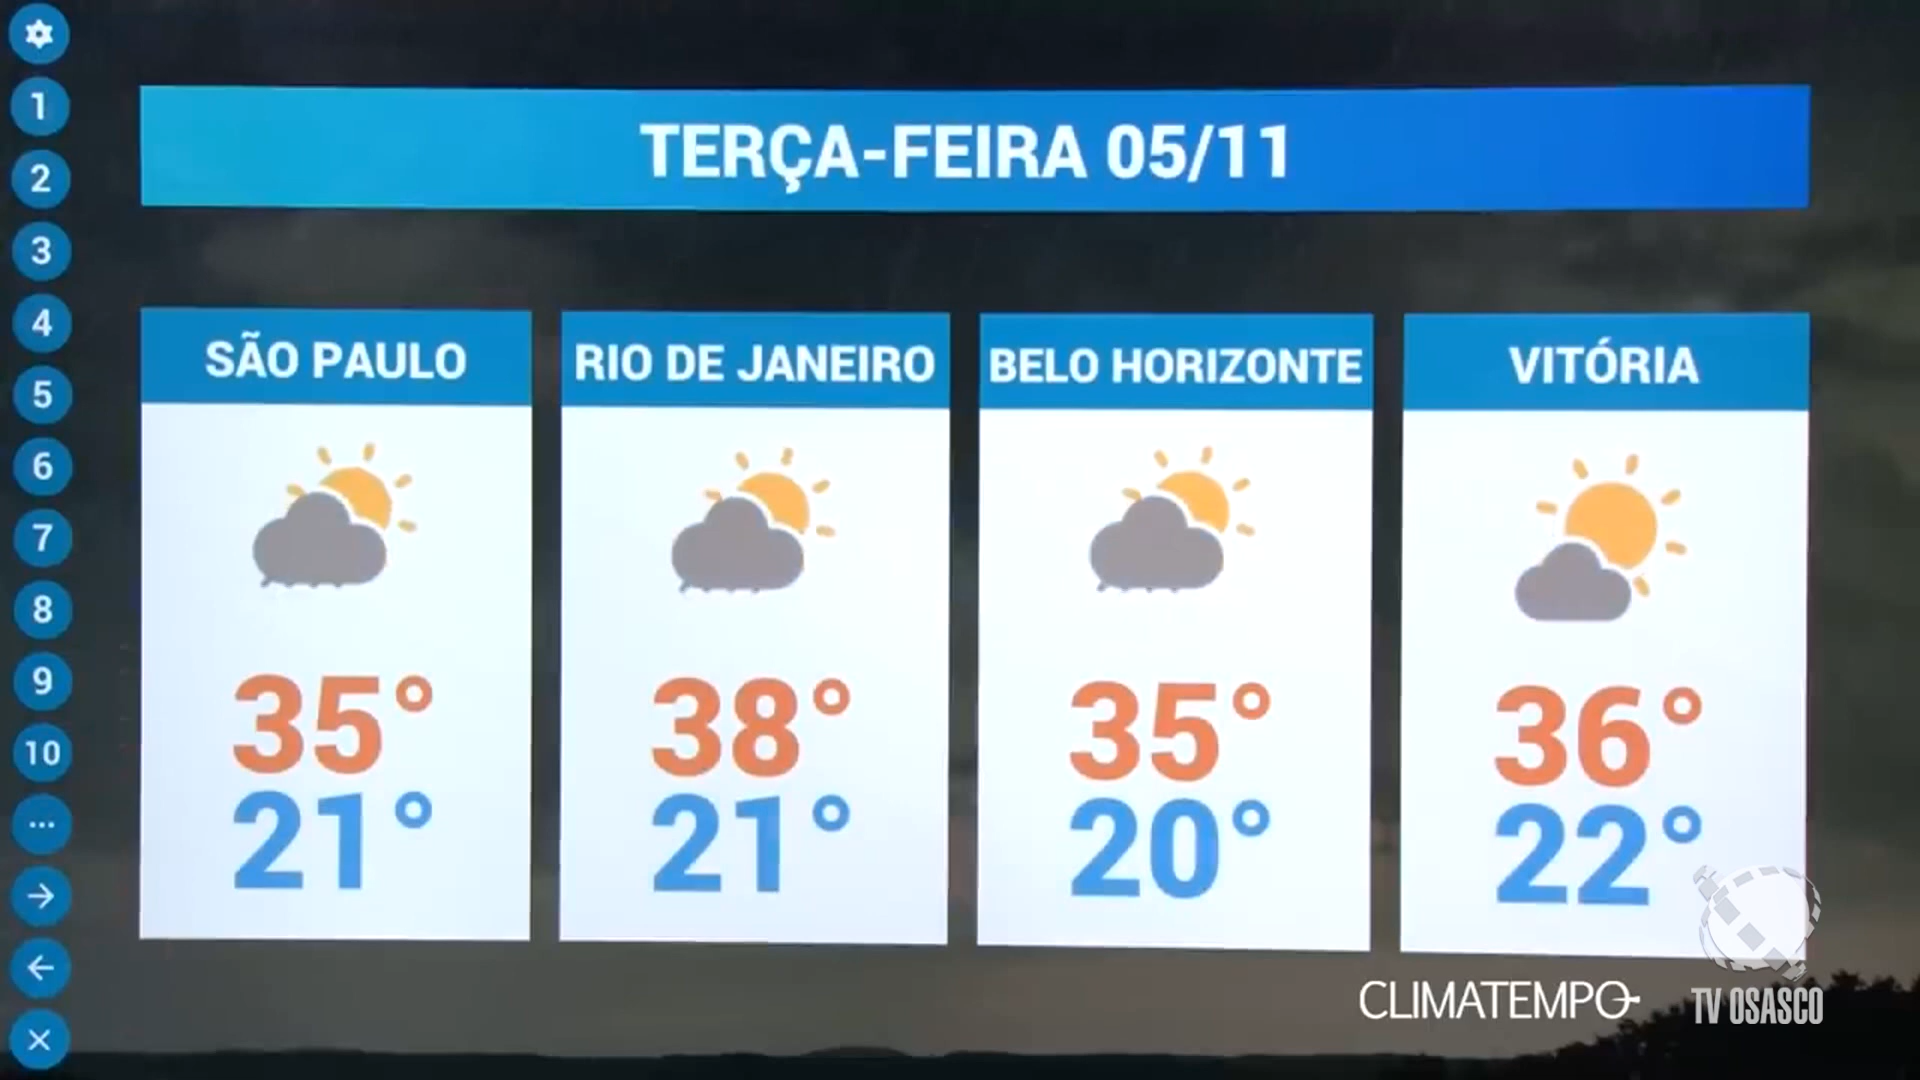 TERÇA-FEIRA 05/11
1
2
3
4
5
6
7
8
9
10
...
SÃO PAULO
35°
21°
RIO DE JANEIRO
38°
21°
BELO HORIZONTE
35°
20°
VITÓRIA
36°
22°
CLIMATEMPO
TV OSASCO